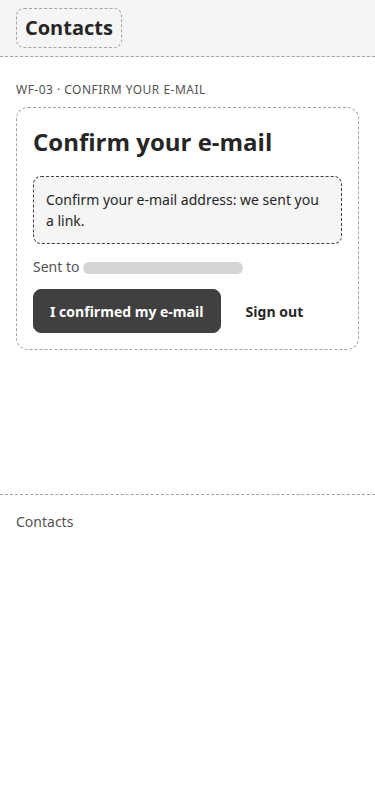 Contacts
WF-03 · CONFIRM YOUR E-MAIL
Confirm your e-mail
Confirm your e-mail address: we sent you
a link.
Sent to
I confirmed my e-mail
Sign out
Contacts